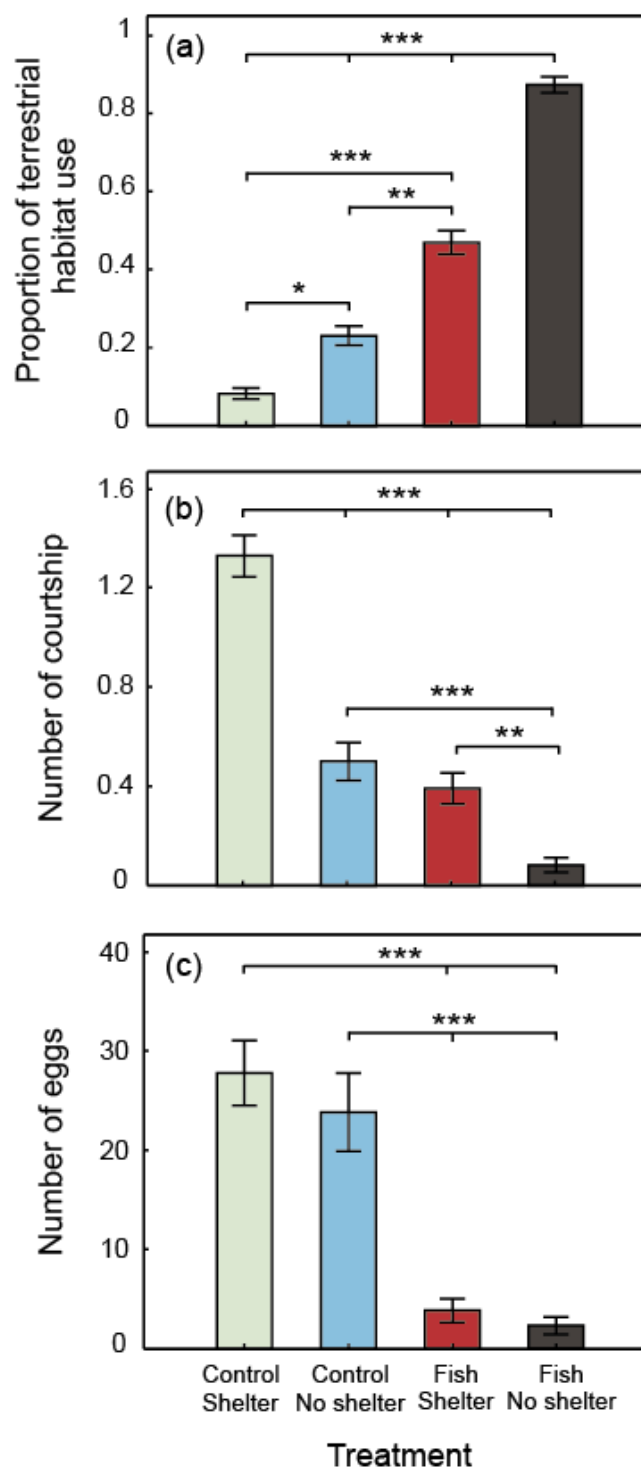 (a)
***
***
**
*
1
0.8
0.6
0.4
0.2
0
Proportion of terrestrial
habitat use
(b)
***
***
**
1.6
1.2
0.8
0.4
0
Number of courtship
(c)
***
***
40
30
20
10
0
Number of eggs
Control
Shelter
Control
No shelter
Fish
Shelter
Fish
No shelter
Treatment